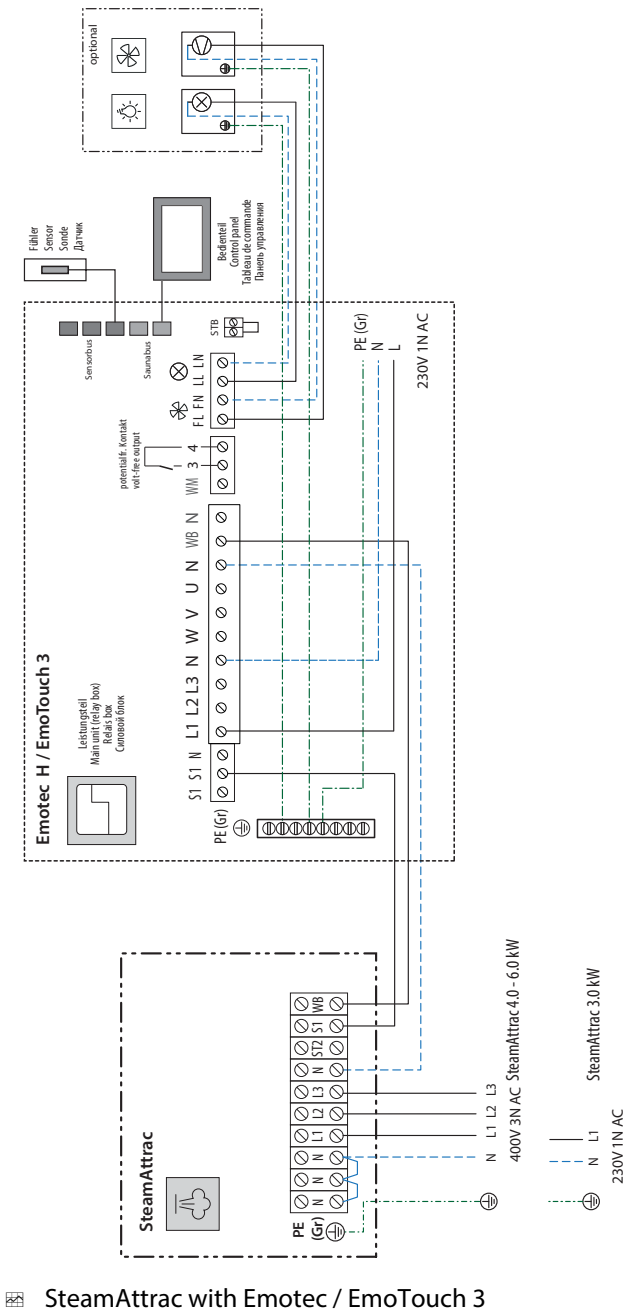 optional
Fühler
Sensor
Sonde
Датчик
Bedienteil
Control panel
Tableau de commande
Панель управления
Sensorbus
Saunabus
STB
FL FN LL LN
potentialfr. Kontakt
volt-free output
WM 3 4
PE (Gr)
N
L
230V 1N AC
Emotec H / EmoTouch 3
Leistungsteil
Main unit (relay box)
Relais box
Силовой блок
S1 S1 N
L1 L2 L3 N W V U N WB N
PE (Gr)
SteamAttrac
PE
(Gr)
N N N L1 L2 L3 N ST2 S1 WB
N L1 L2 L3
400V 3N AC SteamAttrac 4.0 - 6.0 kW
N L1
230V 1N AC
SteamAttrac 3.0 kW
SteamAttrac with Emotec / EmoTouch 3